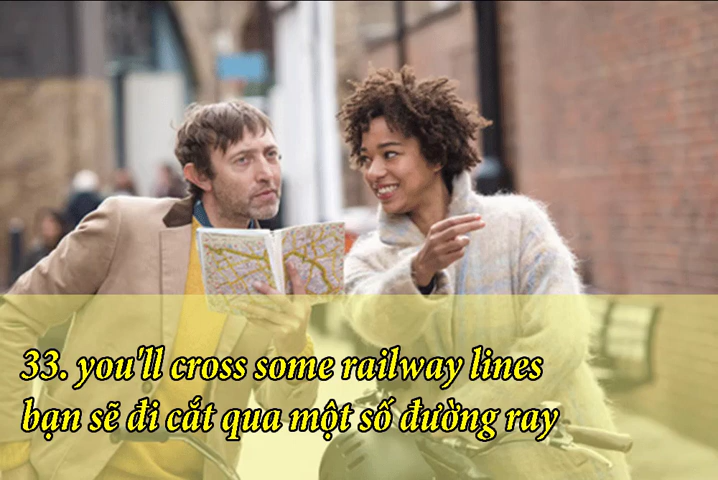 33. you'll cross some railway lines
bạn sẽ đi cắt qua một số đường ray